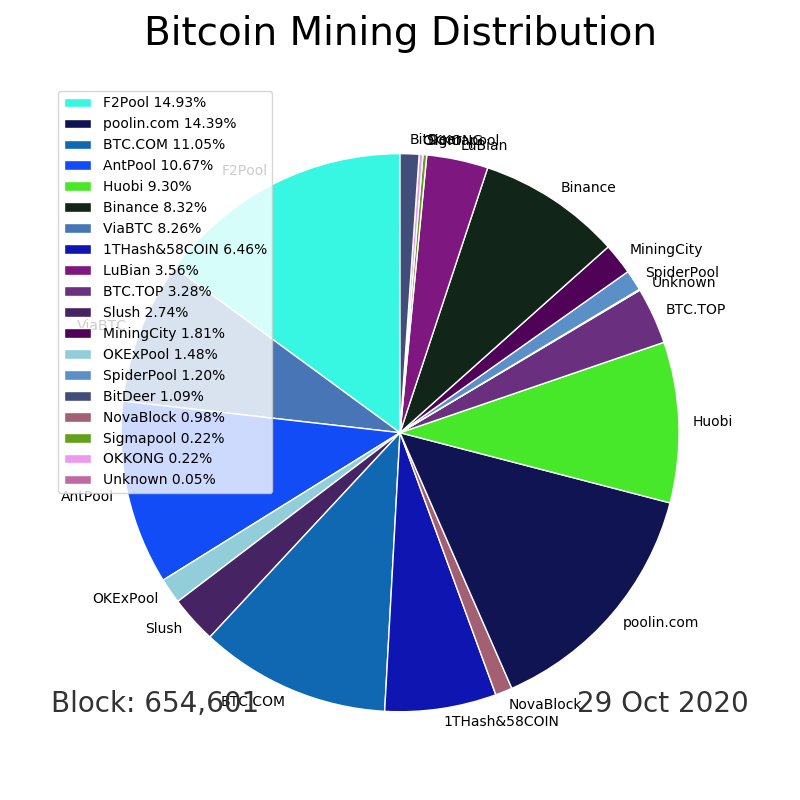 Bitcoin Mining Distribution
F2Pool 14.93%
poolin.com 14.39%
BTC.COM 11.05%
AntPool 10.67%
Huobi 9.30%
Binance 8.32%
ViaBTC 8.26%
1THash&58COIN 6.46%
LuBian 3.56%
BTC.TOP 3.28%
Slush 2.74%
MiningCity 1.81%
OKExPool 1.48%
SpiderPool 1.20%
BitDeer 1.09%
NovaBlock 0.98%
Sigmapool 0.22%
OKKONG 0.22%
Unknown 0.05%
F2Pool
ViaBTC
AntPool
OKExPool
Slush
BTC.COM
1THash&58COIN
NovaBlock
poolin.com
Huobi
BTC.TOP
Unknown
SpiderPool
MiningCity
Binance
LuBian
Block: 654,601
29 Oct 2020